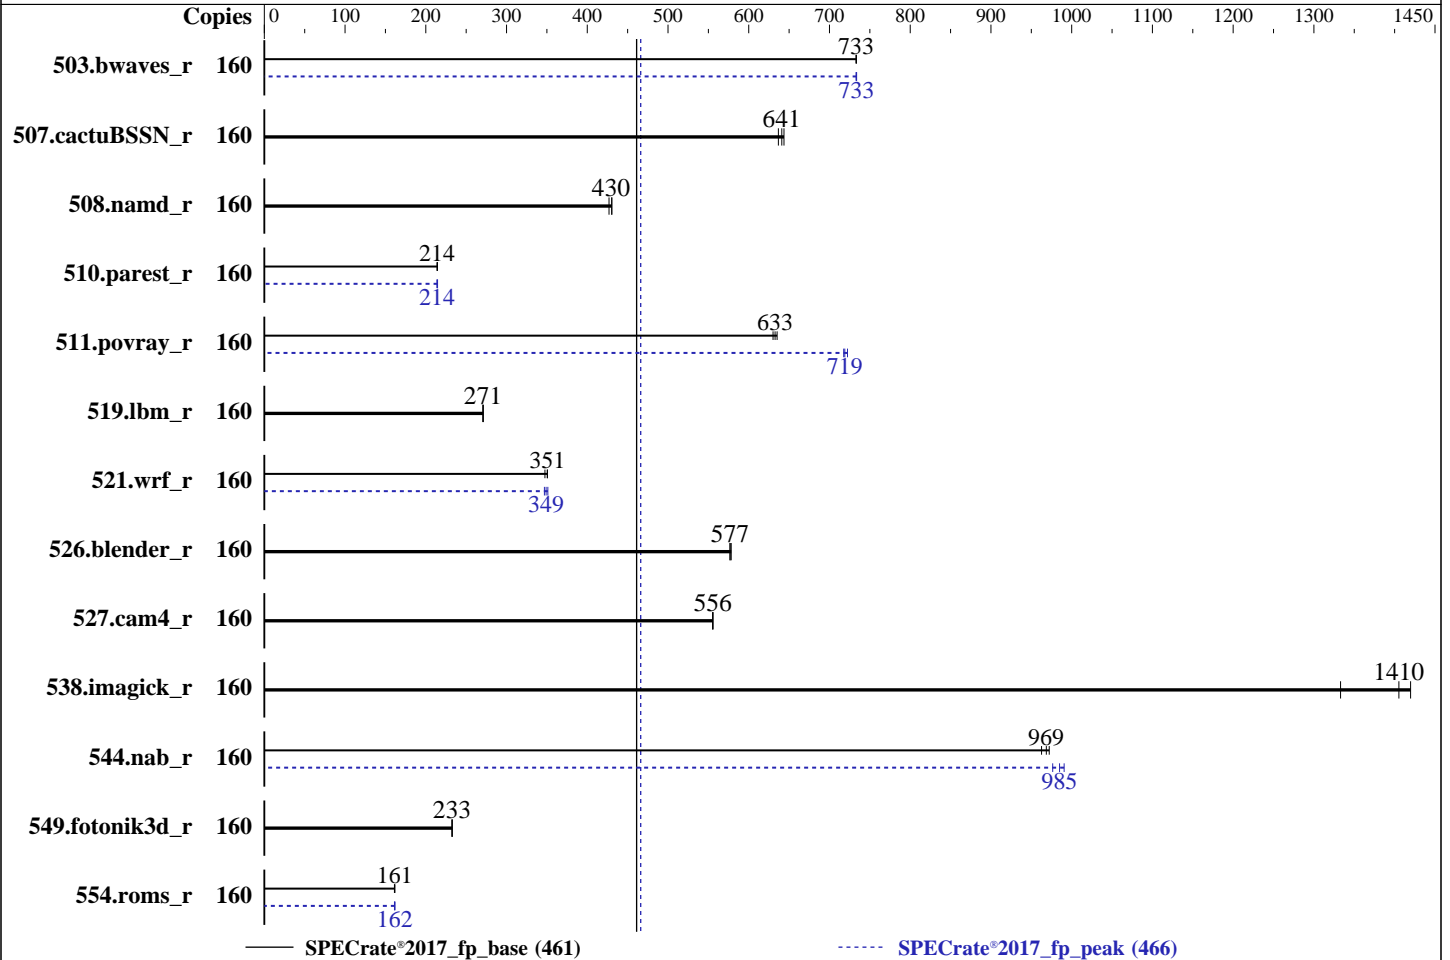 Copies 0 100 200 300 400 500 600 700 800 900 1000 1100 1200 1300 1450
733
503.bwaves_r 160
733
641
507.cactuBSSN_r 160
430
508.namd_r 160
214
510.parest_r 160
214
633
511.povray_r 160
719
271
519.lbm_r 160
351
521.wrf_r 160
349
577
526.blender_r 160
556
527.cam4_r 160
1410
538.imagick_r 160
969
544.nab_r 160
985
233
549.fotonik3d_r 160
161
554.roms_r 160
162
SPECrate®2017_fp_base (461) SPECrate®2017_fp_peak (466)